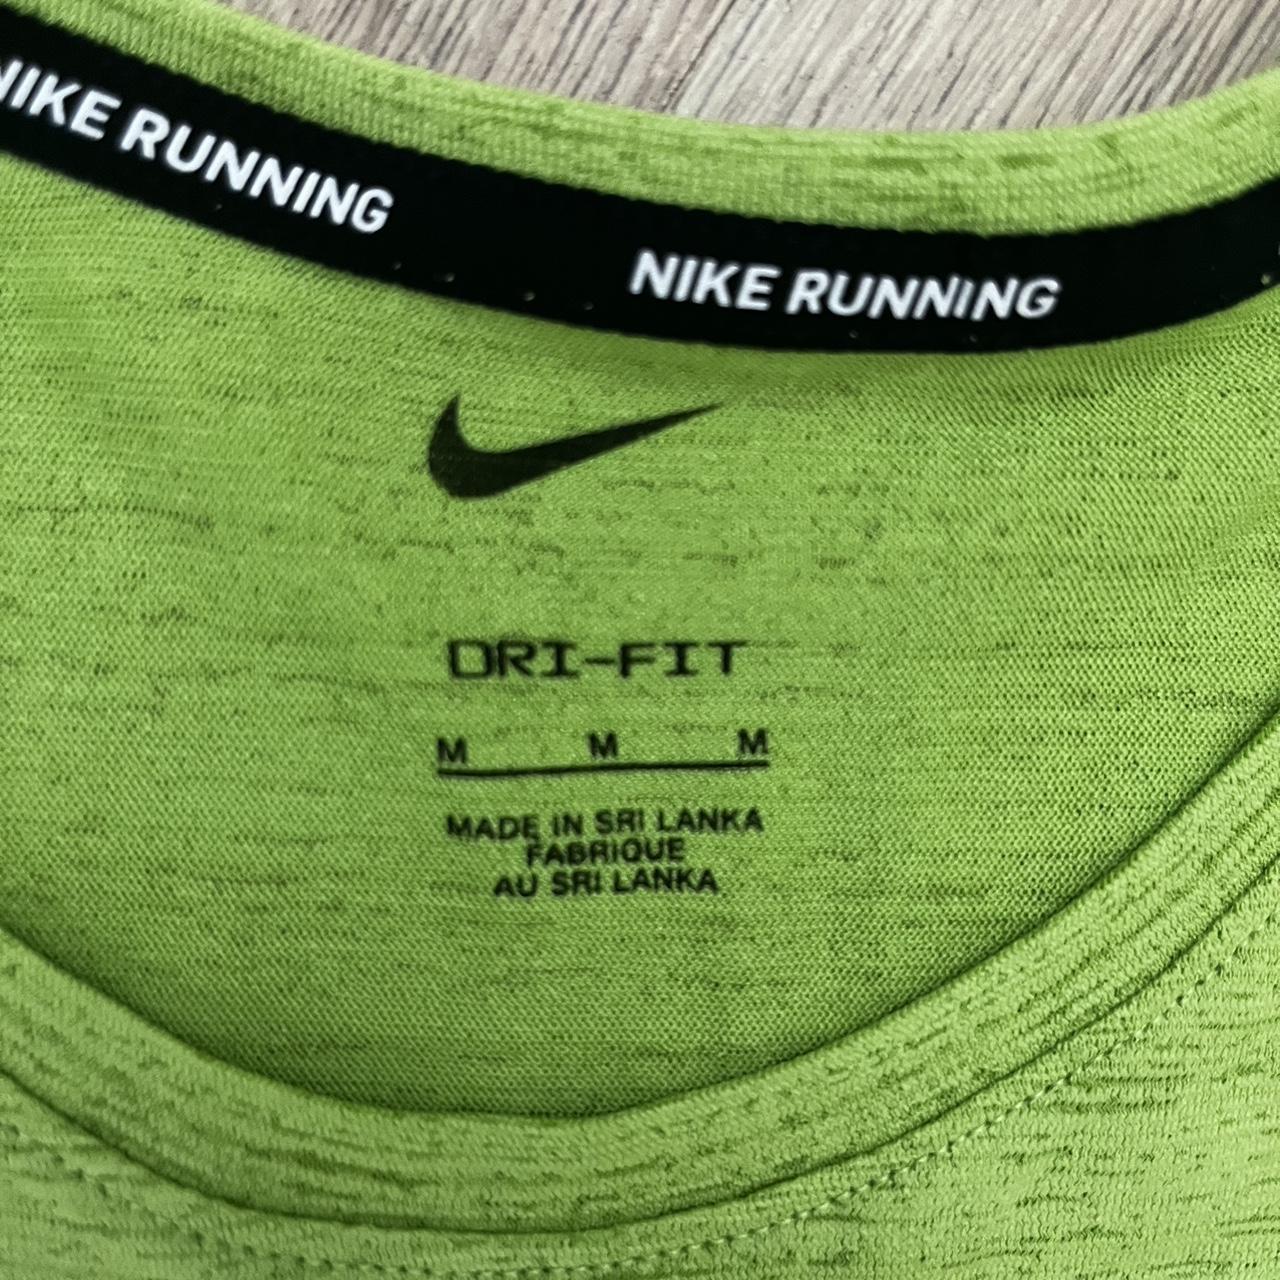 NIKE RUNNING
NIKE RUNNING
DRI-FIT
M M M
MADE IN SRI LANKA
FABRIQUE
AU SRI LANKA